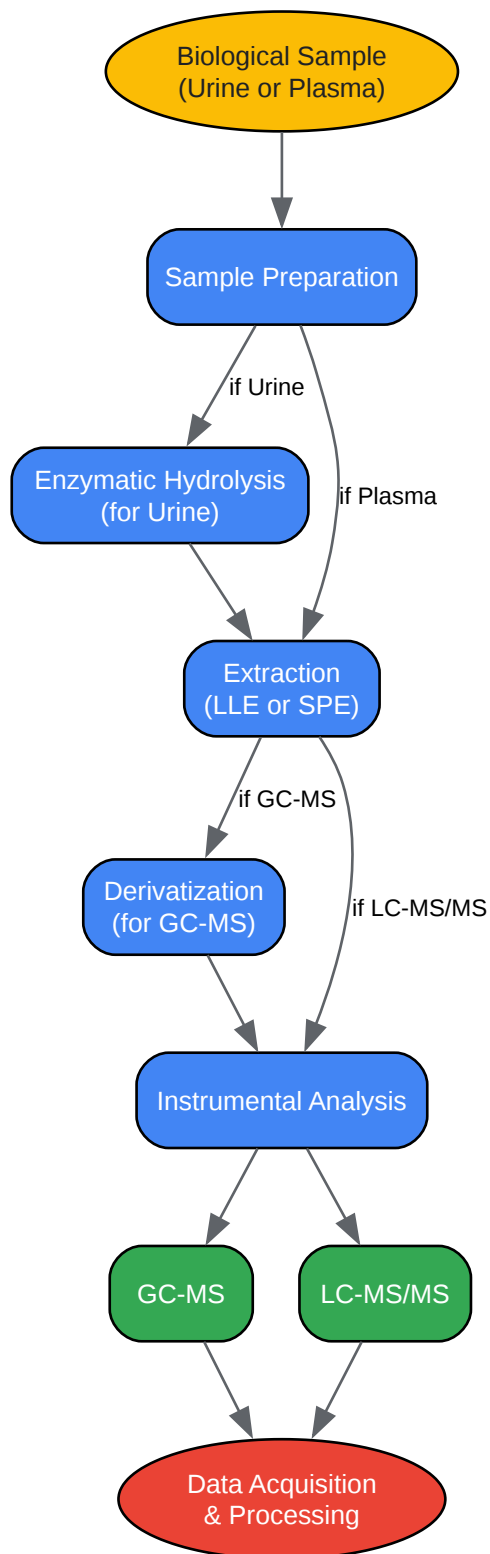 Biological Sample
(Urine or Plasma)
Sample Preparation
if Urine
Enzymatic Hydrolysis
(for Urine)
if Plasma
Extraction
(LLE or SPE)
if GC-MS
Derivatization
(for GC-MS)
if LC-MS/MS
Instrumental Analysis
GC-MS
LC-MS/MS
Data Acquisition
& Processing